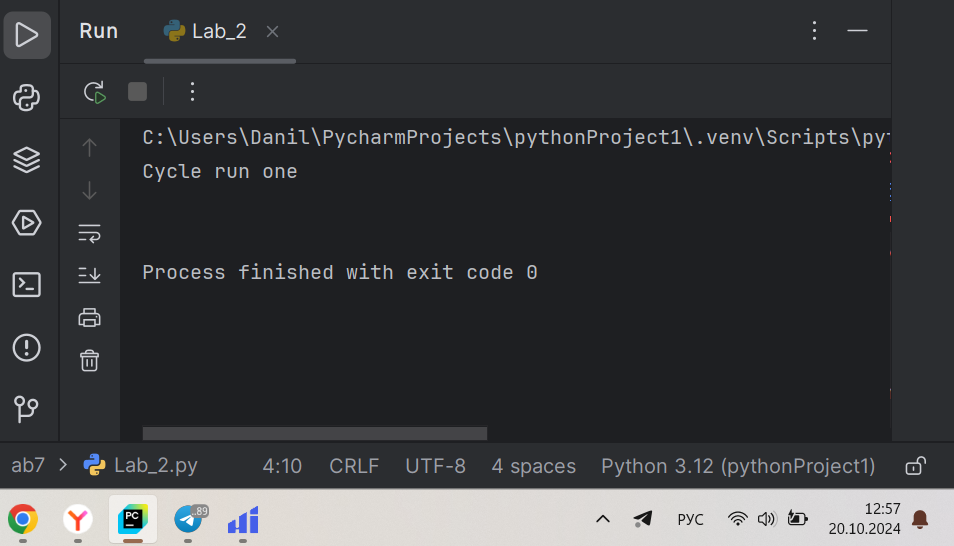 Run Lab_2
C:\Users\Danil\PycharmProjects\pythonProject1\.venv\Scripts\pyt
Cycle run one
Process finished with exit code 0
ab7 > Lab_2.py 4:10 CRLF UTF-8 4 spaces Python 3.12 (pythonProject1)
PC ..89 РУС 12:57
20.10.2024